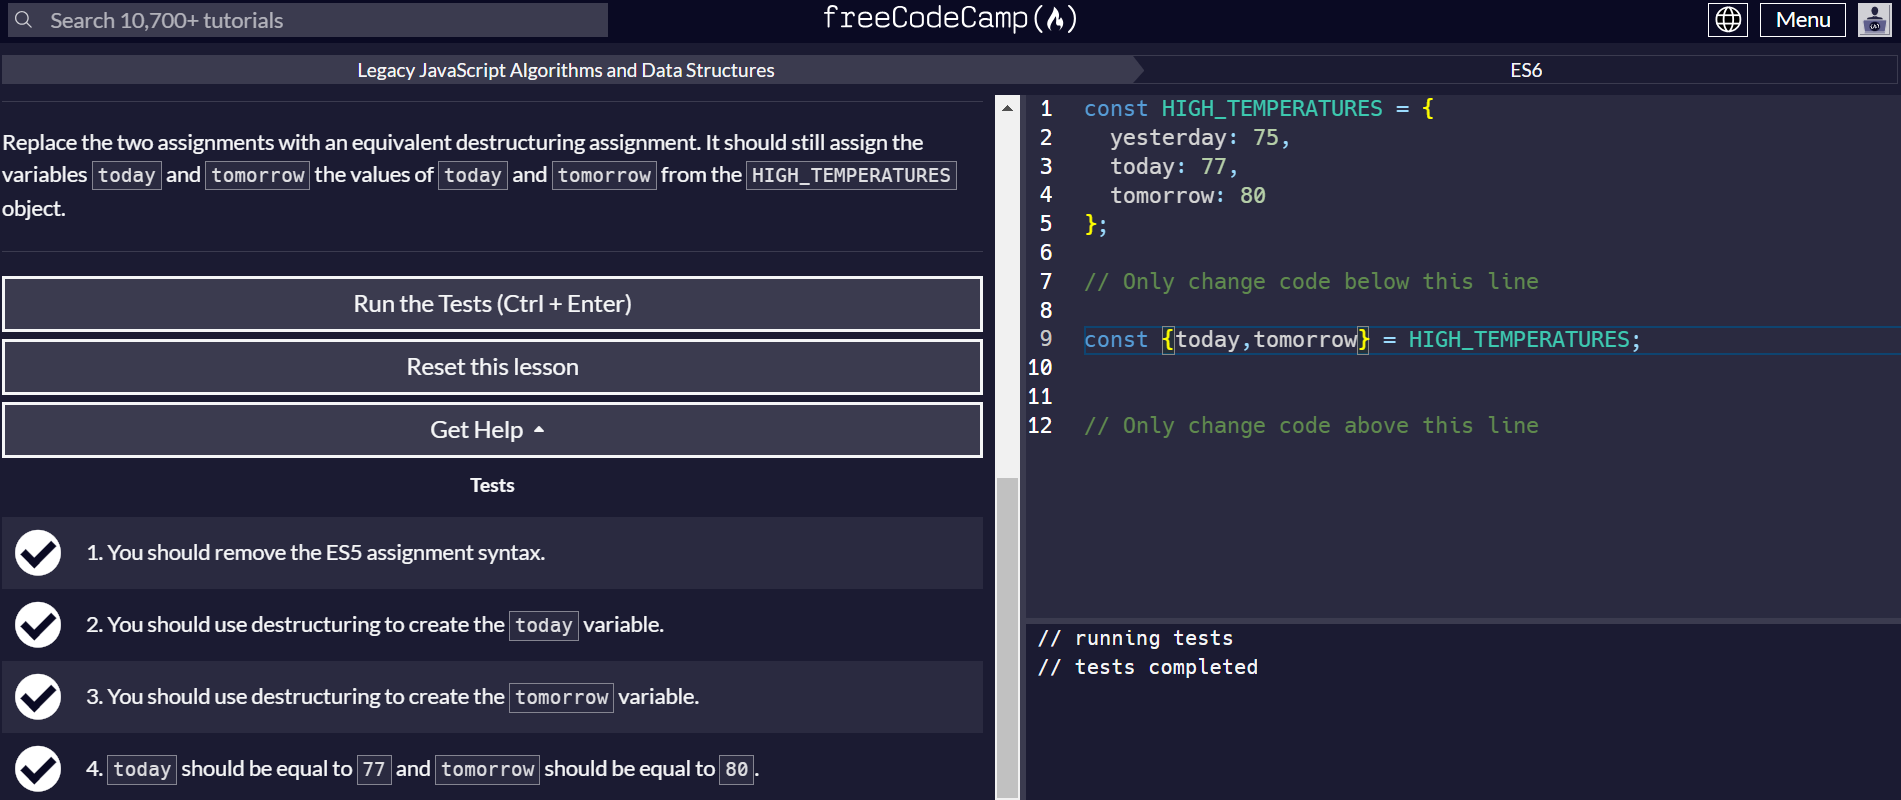 Search 10,700+ tutorials
freeCodeCamp(🔥)
Menu
Legacy JavaScript Algorithms and Data Structures
ES6
Replace the two assignments with an equivalent destructuring assignment. It should still assign the
variables today and tomorrow the values of today and tomorrow from the HIGH_TEMPERATURES
object.
Run the Tests (Ctrl + Enter)
Reset this lesson
Get Help
Tests
1. You should remove the ES5 assignment syntax.
2. You should use destructuring to create the today variable.
3. You should use destructuring to create the tomorrow variable.
4. today should be equal to 77 and tomorrow should be equal to 80.
1 const HIGH_TEMPERATURES = {
2 yesterday: 75,
3 today: 77,
4 tomorrow: 80
5 };
6
7 // Only change code below this line
8
9 const {today,tomorrow} = HIGH_TEMPERATURES;
10
11
12 // Only change code above this line
// running tests
// tests completed